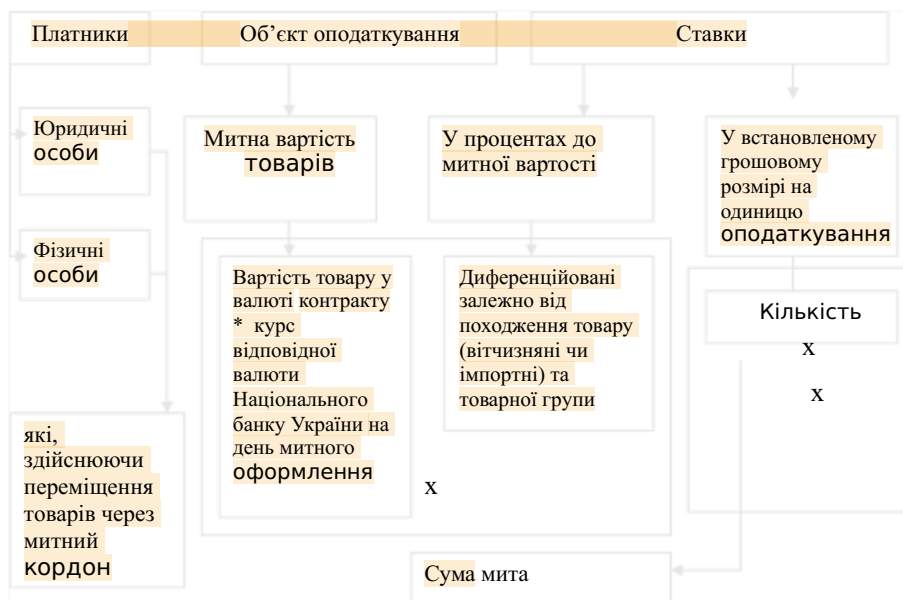 Платники
Об’єкт оподаткування
Ставки
Юридичні
особи
Фізичні
особи
які,
здійснюючи
переміщення
товарів через
митний
кордон
Митна вартість
товарів
Вартість товару у
валюті контракту
* курс
відповідної
валюти
Національного
банку України на
день митного
оформлення
х
У процентах до
митної вартості
Диференційовані
залежно від
походження товару
(вітчизняні чи
імпортні) та
товарної групи
У встановленому
грошовому
розмірі на
одиницю
оподаткування
Кількість
х
х
Сума мита